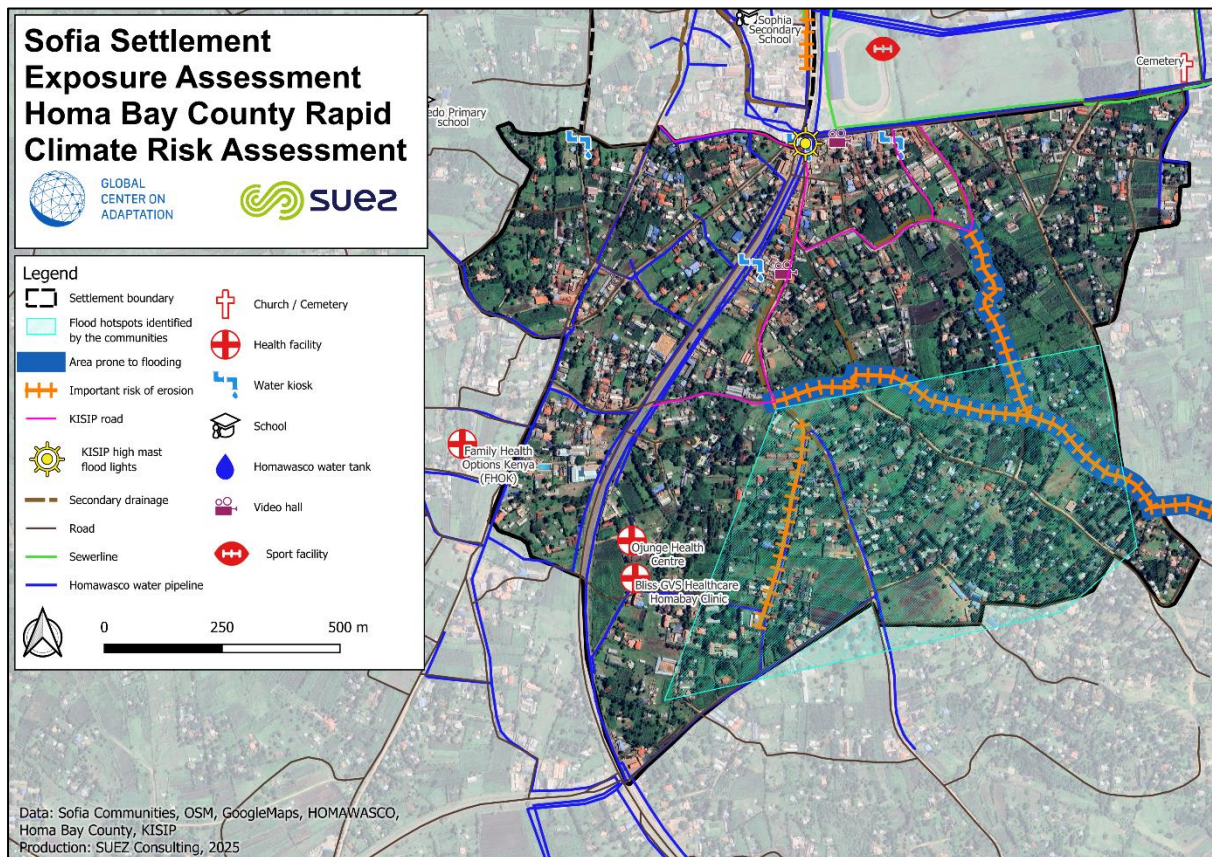 Sofia Settlement
Exposure Assessment
Homa Bay County Rapid
Climate Risk Assessment
GLOBAL
CENTER ON
ADAPTATION
suez
Legend
Settlement boundary
Flood hotspots identified
by the communities
Area prone to flooding
Important risk of erosion
KISIP road
KISIP high mast
flood lights
Secondary drainage
Road
Sewerline
Homawasco water pipeline
Church / Cemetery
Health facility
Water kiosk
School
Homawasco water tank
Video hall
Sport facility
0 250 500 m
Data: Sofia Communities, OSM, GoogleMaps, HOMAWASCO,
Homa Bay County, KISIP
Production: SUEZ Consulting, 2025
Sophia
Secondary
School
Cemetery
edo Primary
school
Family Health
Options Kenya
(FHOK)
Ojunge Health
Centre
Bliss GVS Healthcare
Homabay Clinic